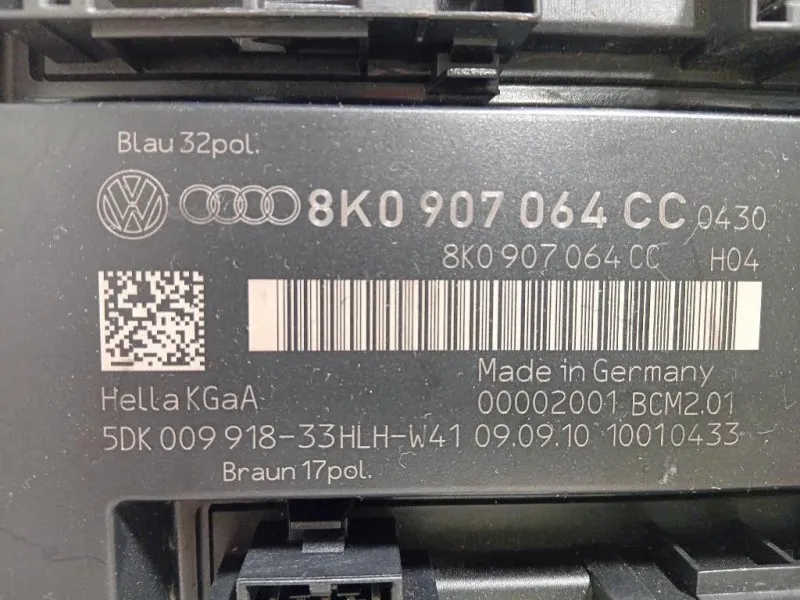 Blau 32pol.
8K0 907 064 CC 0430
8K0 907 064 CC H04
Hella KGaA
Made in Germany
00002001 BCM2.01
5DK 009 918-33HLH-W41 09.09.10 10010433
Braun 17pol.